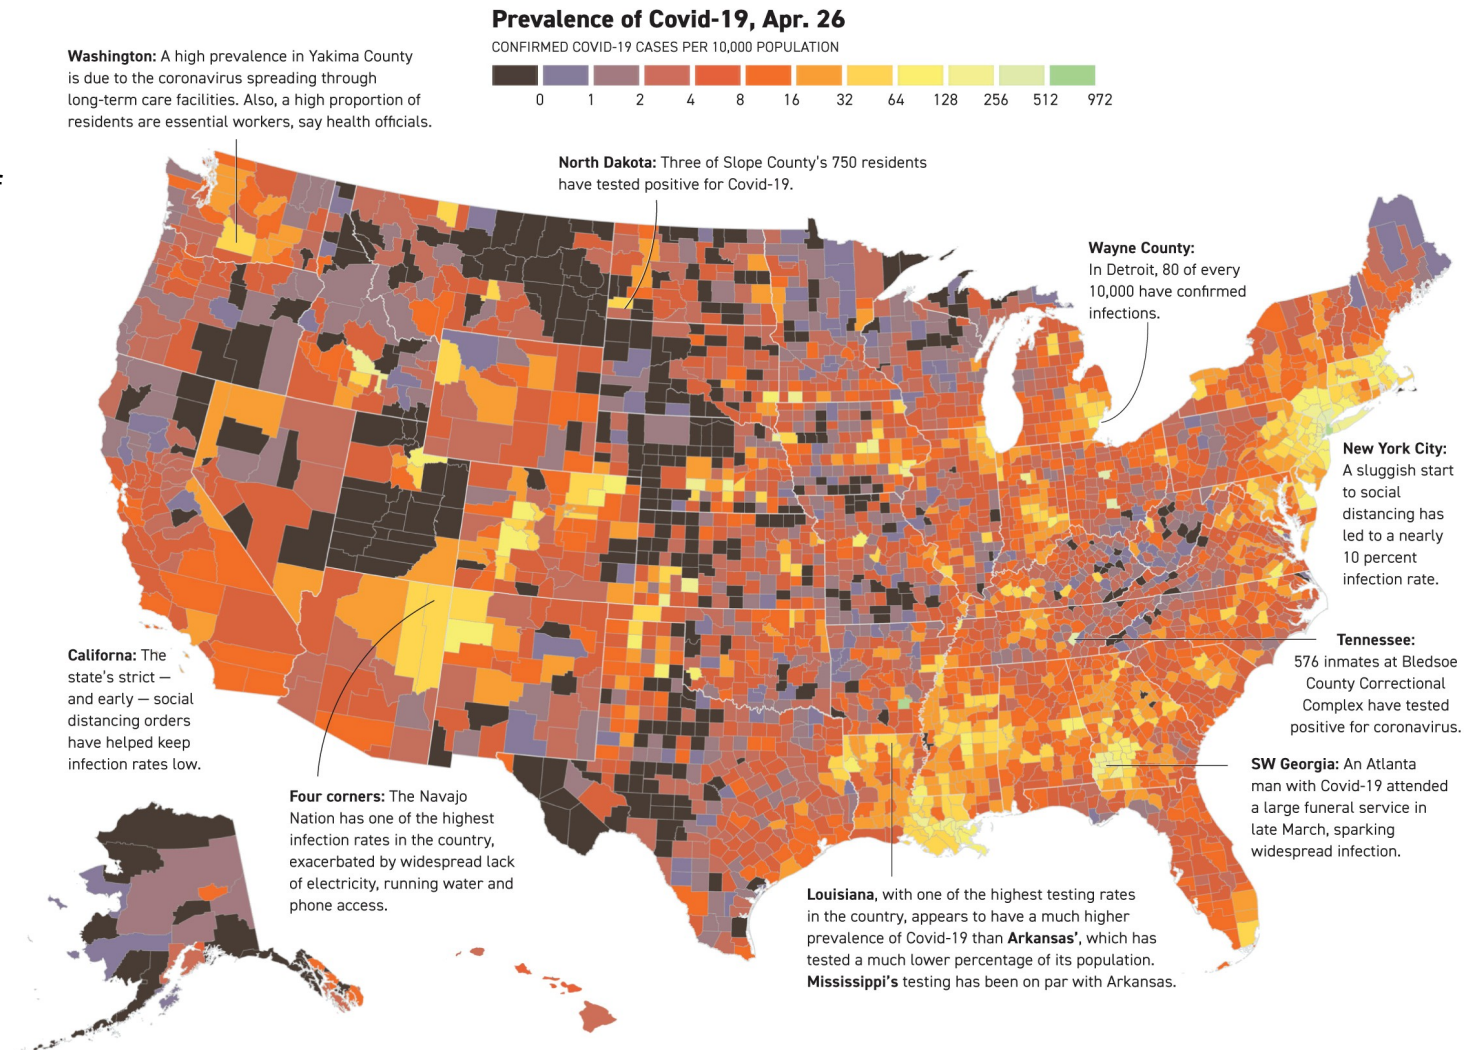 Prevalence of Covid-19, Apr. 26
CONFIRMED COVID-19 CASES PER 10,000 POPULATION
0 1 2 4 8 16 32 64 128 256 512 972
Washington: A high prevalence in Yakima County
is due to the coronavirus spreading through
long-term care facilities. Also, a high proportion of
residents are essential workers, say health officials.
North Dakota: Three of Slope County's 750 residents
have tested positive for Covid-19.
Wayne County:
In Detroit, 80 of every
10,000 have confirmed
infections.
New York City:
A sluggish start
to social
distancing has
led to a nearly
10 percent
infection rate.
Tennessee:
576 inmates at Bledsoe
County Correctional
Complex have tested
positive for coronavirus.
SW Georgia: An Atlanta
man with Covid-19 attended
a large funeral service in
late March, sparking
widespread infection.
Californa: The
state's strict —
and early — social
distancing orders
have helped keep
infection rates low.
Four corners: The Navajo
Nation has one of the highest
infection rates in the country,
exacerbated by widespread lack
of electricity, running water and
phone access.
Louisiana, with one of the highest testing rates
in the country, appears to have a much higher
prevalence of Covid-19 than Arkansas', which has
tested a much lower percentage of its population.
Mississippi's testing has been on par with Arkansas.